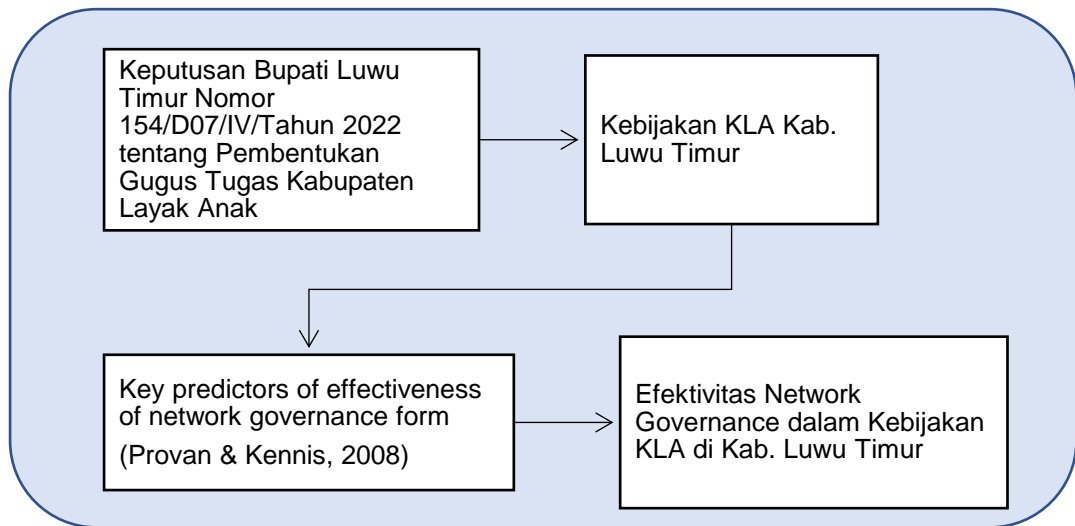 Keputusan Bupati Luwu
Timur Nomor
154/D07/IV/Tahun 2022
tentang Pembentukan
Gugus Tugas Kabupaten
Layak Anak
Kebijakan KLA Kab.
Luwu Timur
Key predictors of effectiveness
of network governance form
(Provan & Kennis, 2008)
Efektivitas Network
Governance dalam Kebijakan
KLA di Kab. Luwu Timur